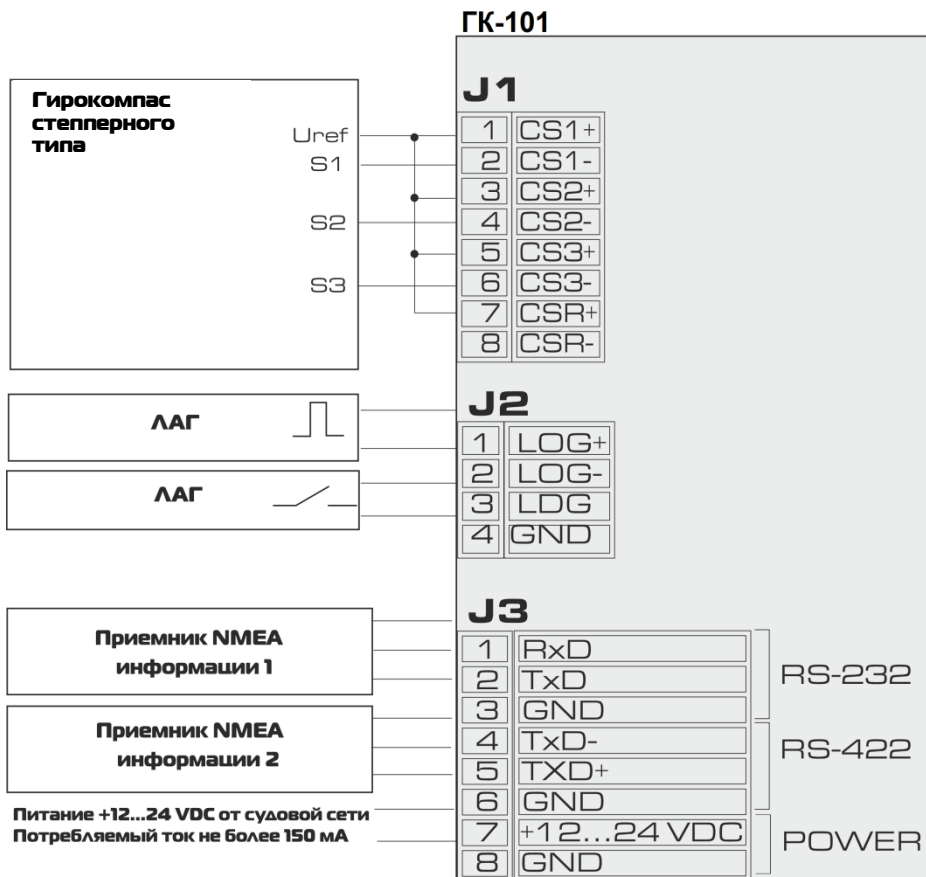 ГК-101
Гирокомпас
степперного
типа
Uref
S1
S2
S3
J1
1 CS1+
2 CS1-
3 CS2+
4 CS2-
5 CS3+
6 CS3-
7 CSR+
8 CSR-
ЛАГ
ЛАГ
J2
1 LOG+
2 LOG-
3 LDG
4 GND
Приемник NMEA
информации 1
Приемник NMEA
информации 2
Питание +12...24 VDC от судовой сети
Потребляемый ток не более 150 мА
J3
1 RxD
2 TxD
3 GND
4 TxD-
5 TXD+
6 GND
7 +12...24 VDC
8 GND
RS-232
RS-422
POWER